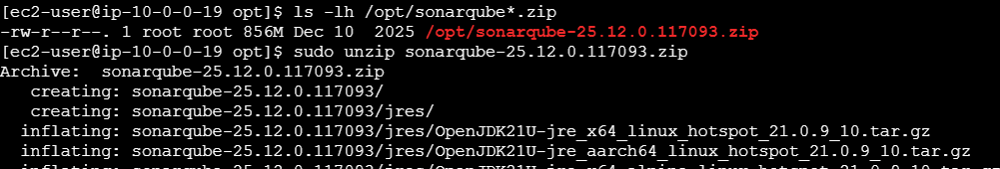 [ec2-user@ip-10-0-0-19 opt]$ ls -lh /opt/sonarqube*.zip
-rw-r--r--. 1 root root 856M Dec 10  2025 /opt/sonarqube-25.12.0.117093.zip
[ec2-user@ip-10-0-0-19 opt]$ sudo unzip sonarqube-25.12.0.117093.zip
Archive:  sonarqube-25.12.0.117093.zip
   creating: sonarqube-25.12.0.117093/
   creating: sonarqube-25.12.0.117093/jres/
  inflating: sonarqube-25.12.0.117093/jres/OpenJDK21U-jre_x64_linux_hotspot_21.0.9_10.tar.gz
  inflating: sonarqube-25.12.0.117093/jres/OpenJDK21U-jre_aarch64_linux_hotspot_21.0.9_10.tar.gz